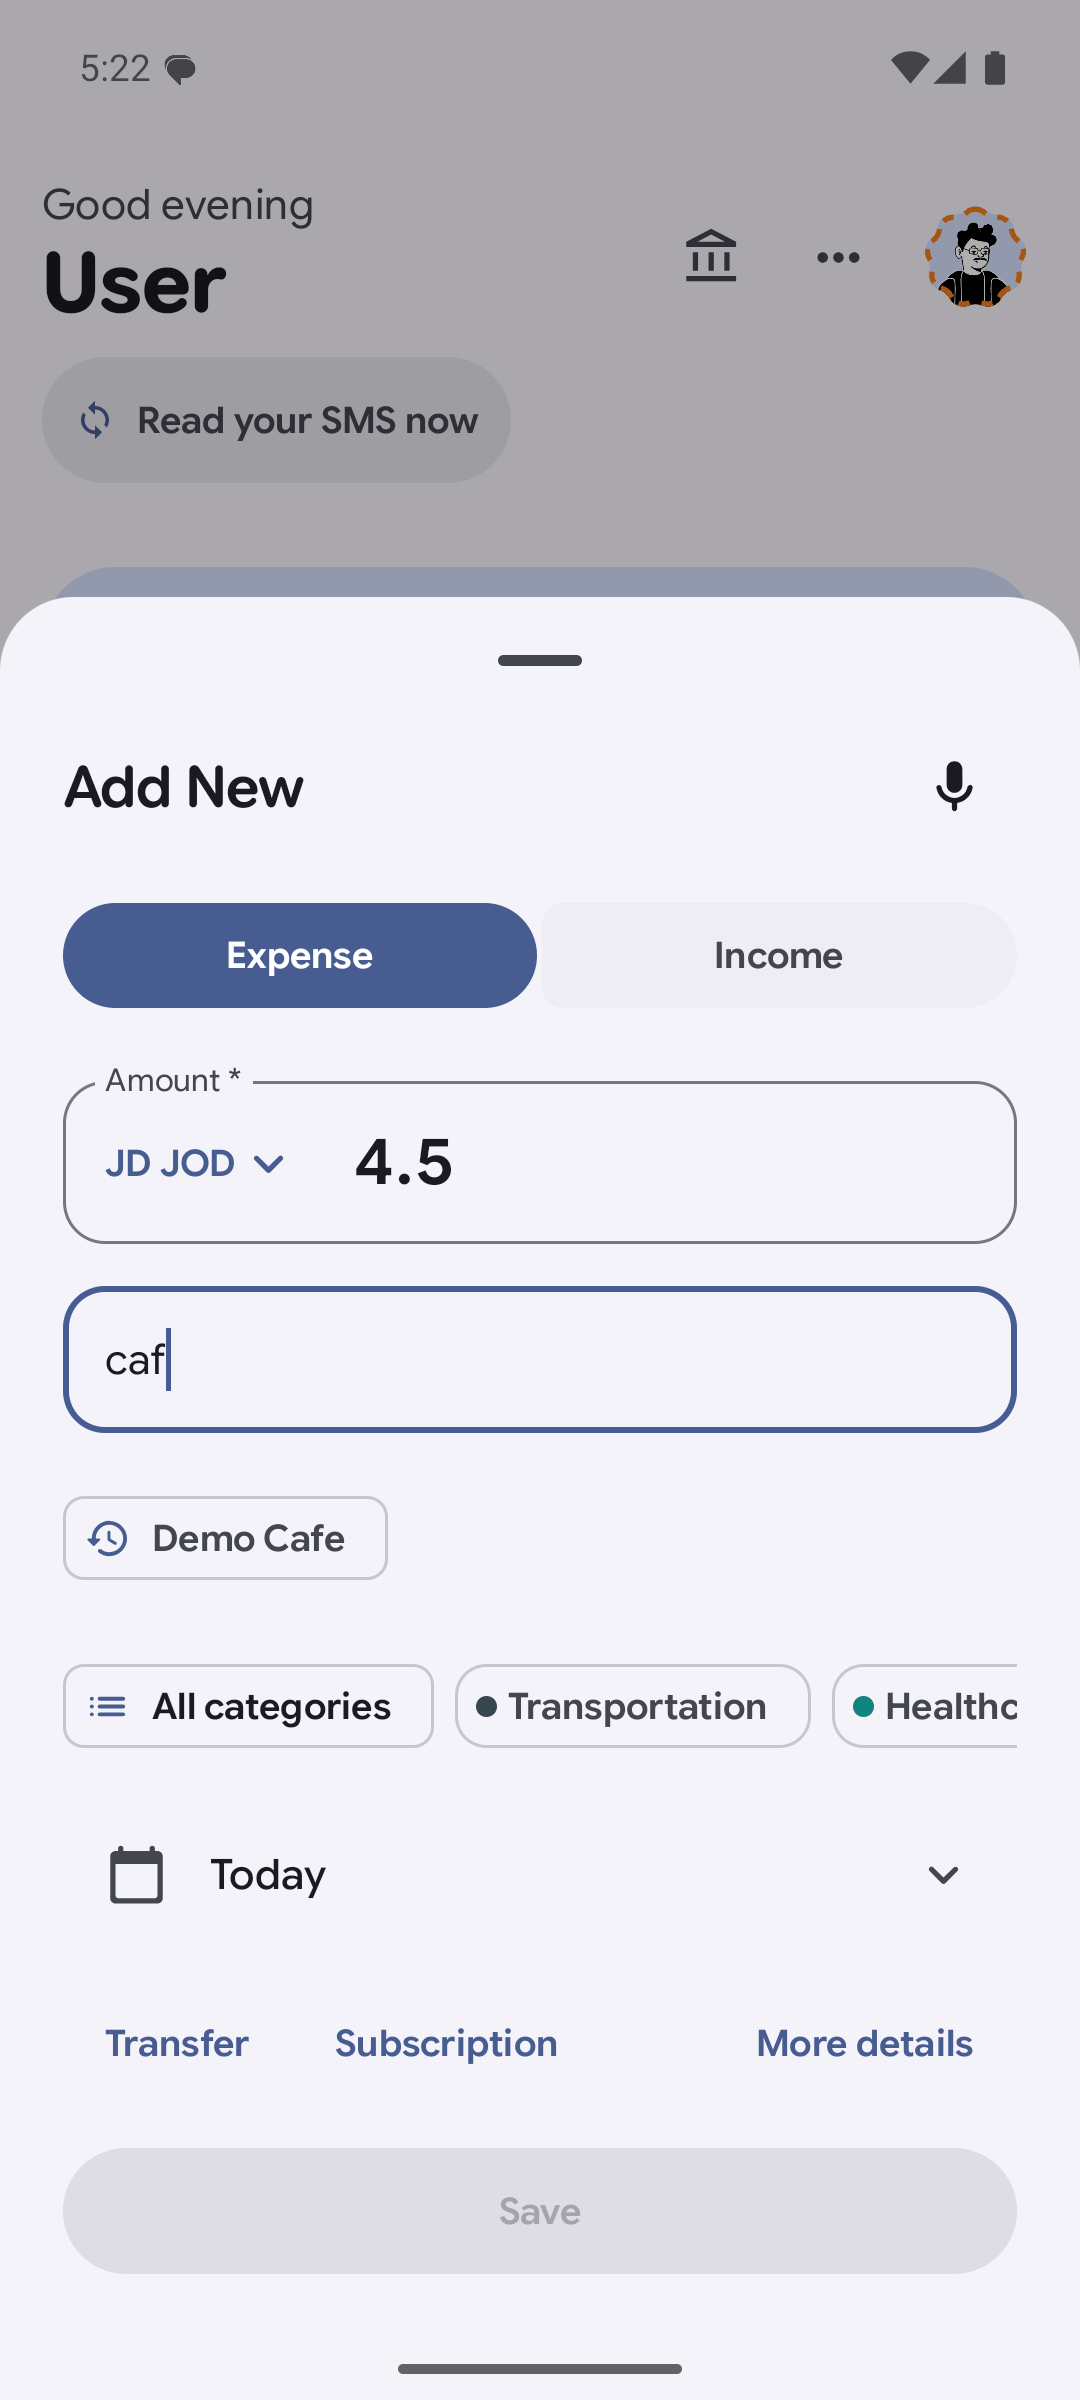 5:22
Good evening
User
Read your SMS now
Add New
Expense
Income
Amount *
JD JOD
4.5
caf
Demo Cafe
All categories
Transportation
Healthc
Today
Transfer
Subscription
More details
Save